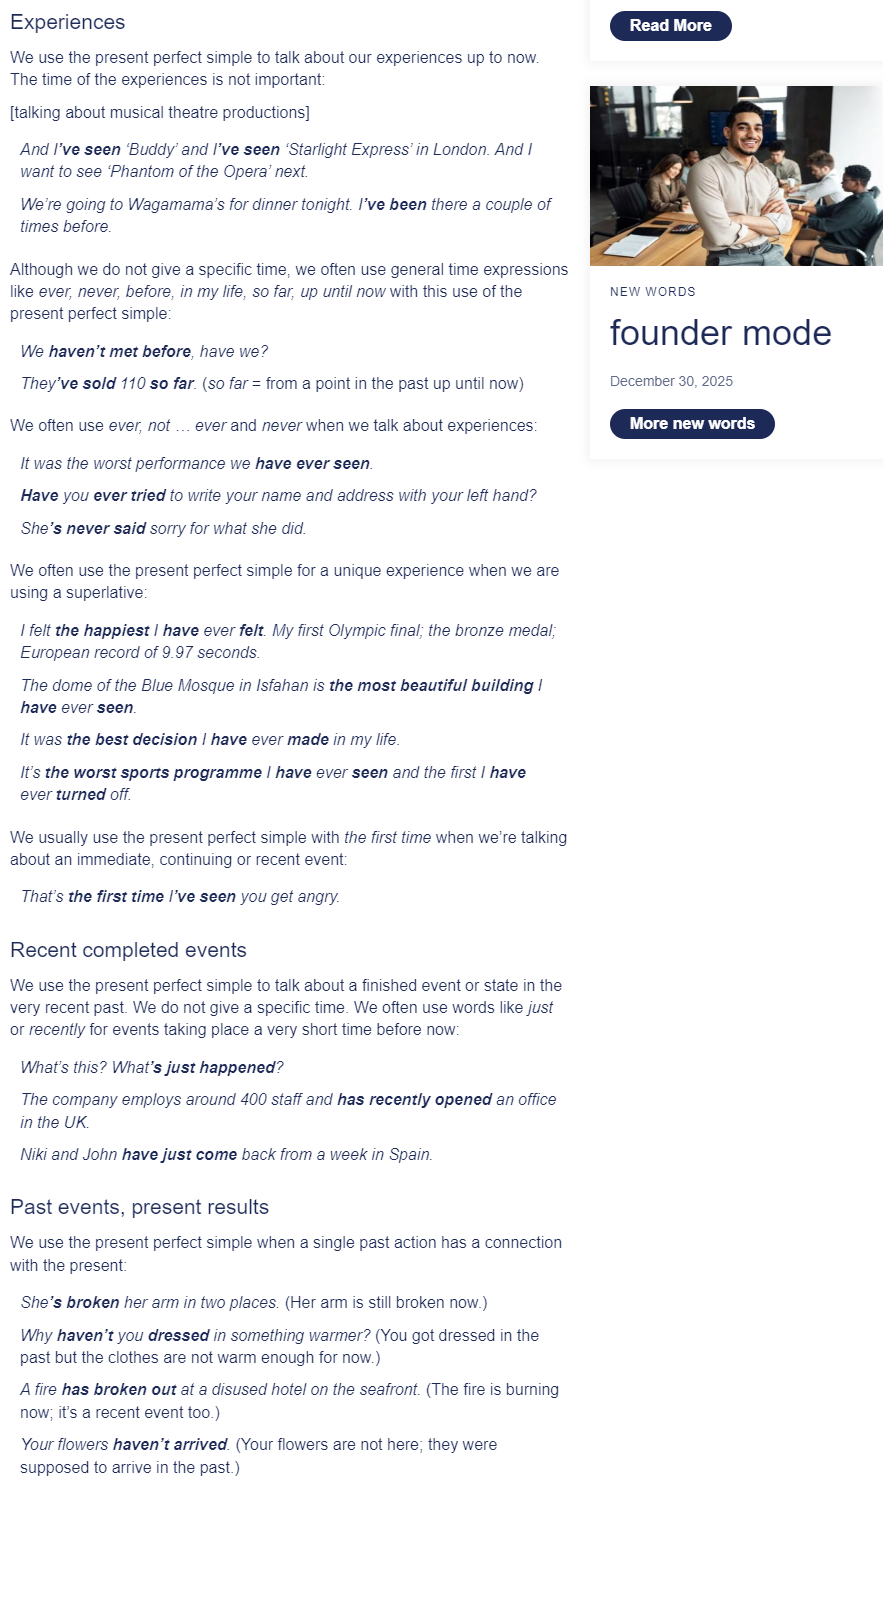 Experiences
We use the present perfect simple to talk about our experiences up to now.
The time of the experiences is not important:
[talking about musical theatre productions]
And I’ve seen ‘Buddy’ and I’ve seen ‘Starlight Express’ in London. And I
want to see ‘Phantom of the Opera’ next.
We’re going to Wagamama’s for dinner tonight. I’ve been there a couple of
times before.
Although we do not give a specific time, we often use general time expressions
like ever, never, before, in my life, so far, up until now with this use of the
present perfect simple:
We haven’t met before, have we?
They’ve sold 110 so far. (so far = from a point in the past up until now)
We often use ever, not … ever and never when we talk about experiences:
It was the worst performance we have ever seen.
Have you ever tried to write your name and address with your left hand?
She’s never said sorry for what she did.
We often use the present perfect simple for a unique experience when we are
using a superlative:
I felt the happiest I have ever felt. My first Olympic final; the bronze medal;
European record of 9.97 seconds.
The dome of the Blue Mosque in Isfahan is the most beautiful building I
have ever seen.
It was the best decision I have ever made in my life.
It’s the worst sports programme I have ever seen and the first I have
ever turned off.
We usually use the present perfect simple with the first time when we’re talking
about an immediate, continuing or recent event:
That’s the first time I’ve seen you get angry.
Recent completed events
We use the present perfect simple to talk about a finished event or state in the
very recent past. We do not give a specific time. We often use words like just
or recently for events taking place a very short time before now:
What’s this? What’s just happened?
The company employs around 400 staff and has recently opened an office
in the UK.
Niki and John have just come back from a week in Spain.
Past events, present results
We use the present perfect simple when a single past action has a connection
with the present:
She’s broken her arm in two places. (Her arm is still broken now.)
Why haven’t you dressed in something warmer? (You got dressed in the
past but the clothes are not warm enough for now.)
A fire has broken out at a disused hotel on the seafront. (The fire is burning
now; it’s a recent event too.)
Your flowers haven’t arrived. (Your flowers are not here; they were
supposed to arrive in the past.)
Read More
NEW WORDS
founder mode
December 30, 2025
More new words